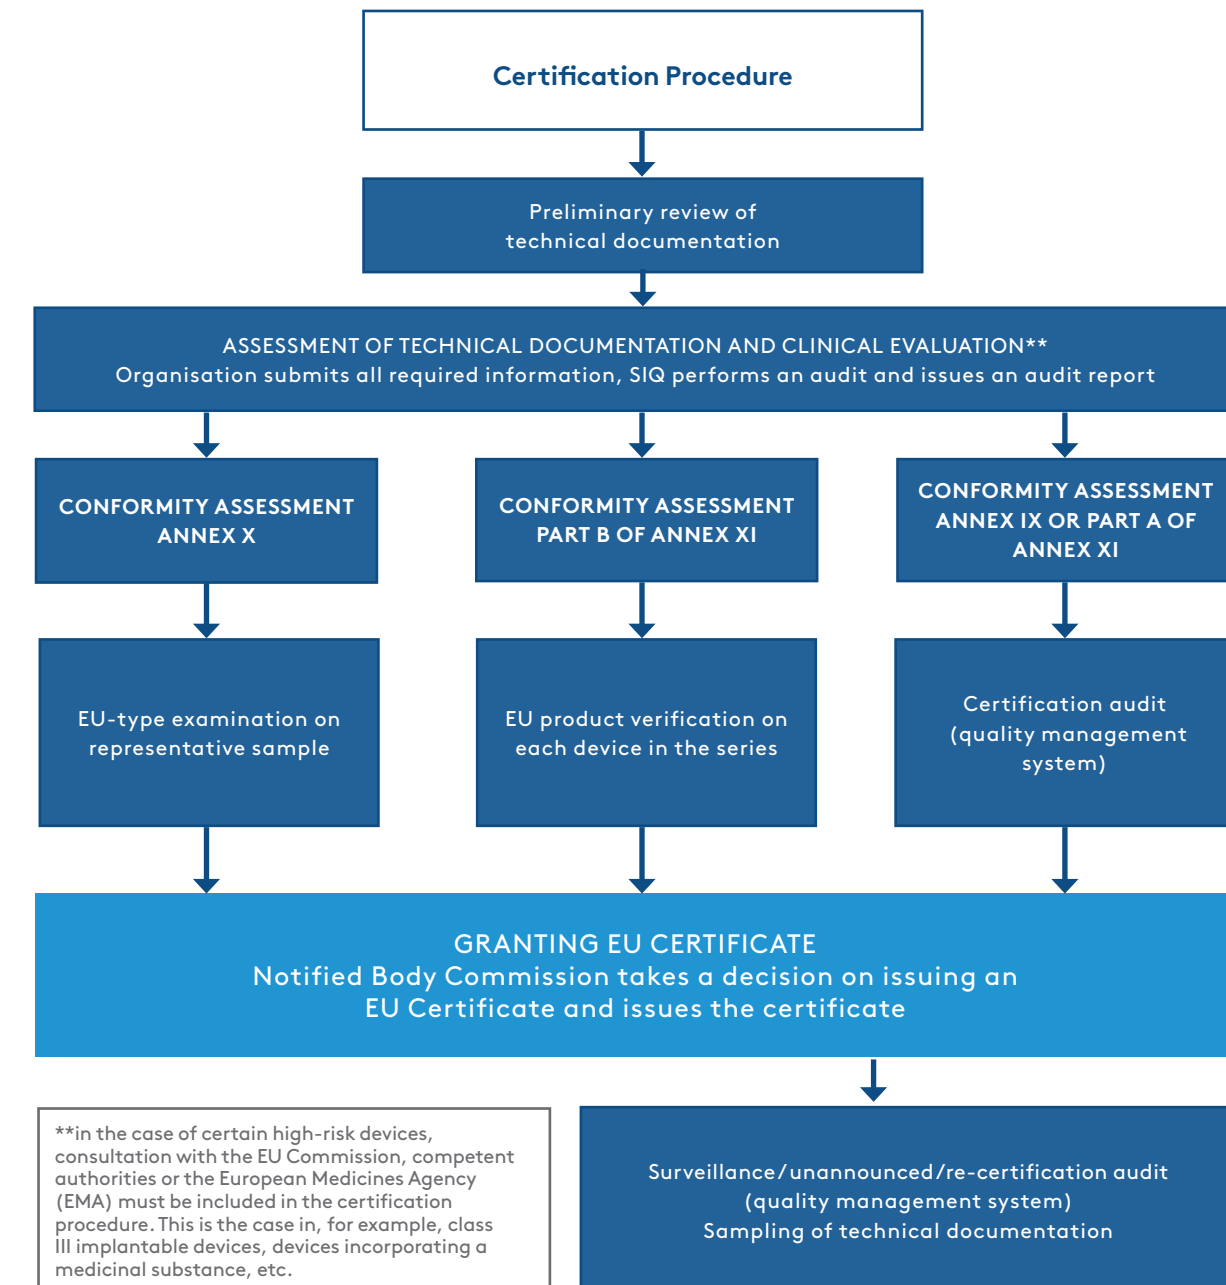 Certification Procedure
Preliminary review of
technical documentation
ASSESSMENT OF TECHNICAL DOCUMENTATION AND CLINICAL EVALUATION**
Organisation submits all required information, SIQ performs an audit and issues an audit report
CONFORMITY ASSESSMENT
ANNEX X
CONFORMITY ASSESSMENT
PART B OF ANNEX XI
CONFORMITY ASSESSMENT
ANNEX IX OR PART A OF
ANNEX XI
EU-type examination on
representative sample
EU product verification on
each device in the series
Certification audit
(quality management
system)
GRANTING EU CERTIFICATE
Notified Body Commission takes a decision on issuing an
EU Certificate and issues the certificate
**in the case of certain high-risk devices,
consultation with the EU Commission, competent
authorities or the European Medicines Agency
(EMA) must be included in the certification
procedure. This is the case in, for example, class
III implantable devices, devices incorporating a
medicinal substance, etc.
Surveillance/unannounced/re-certification audit
(quality management system)
Sampling of technical documentation